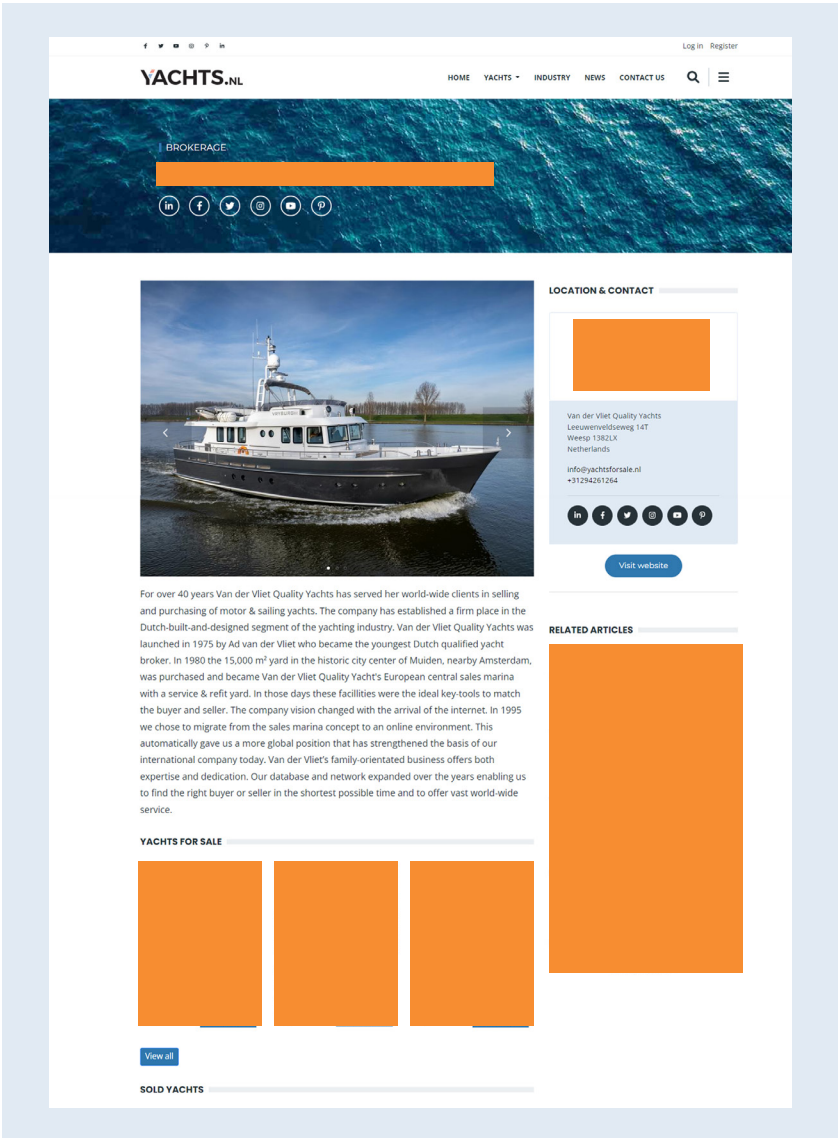 Log in Register
YACHTS.NL
HOME YACHTS INDUSTRY NEWS CONTACT US
BROKERAGE
LOCATION & CONTACT
Van der Vliet Quality Yachts
Leeuwenveldseweg 14T
Weesp 1382LX
Netherlands
info@yachtsforsale.nl
+31294261264
Visit website
For over 40 years Van der Vliet Quality Yachts has served her world-wide clients in selling
and purchasing of motor & sailing yachts. The company has established a firm place in the
Dutch-built-and-designed segment of the yachting industry. Van der Vliet Quality Yachts was
launched in 1975 by Ad van der Vliet who became the youngest Dutch qualified yacht
broker. In 1980 the 15,000 m² yard in the historic city center of Muiden, nearby Amsterdam,
was purchased and became Van der Vliet Quality Yacht's European central sales marina
with a service & refit yard. In those days these facillities were the ideal key-tools to match
the buyer and seller. The company vision changed with the arrival of the internet. In 1995
we chose to migrate from the sales marina concept to an online environment. This
automatically gave us a more global position that has strengthened the basis of our
international company today. Van der Vliet's family-orientated business offers both
expertise and dedication. Our database and network expanded over the years enabling us
to find the right buyer or seller in the shortest possible time and to offer vast world-wide
service.
RELATED ARTICLES
YACHTS FOR SALE
View all
SOLD YACHTS